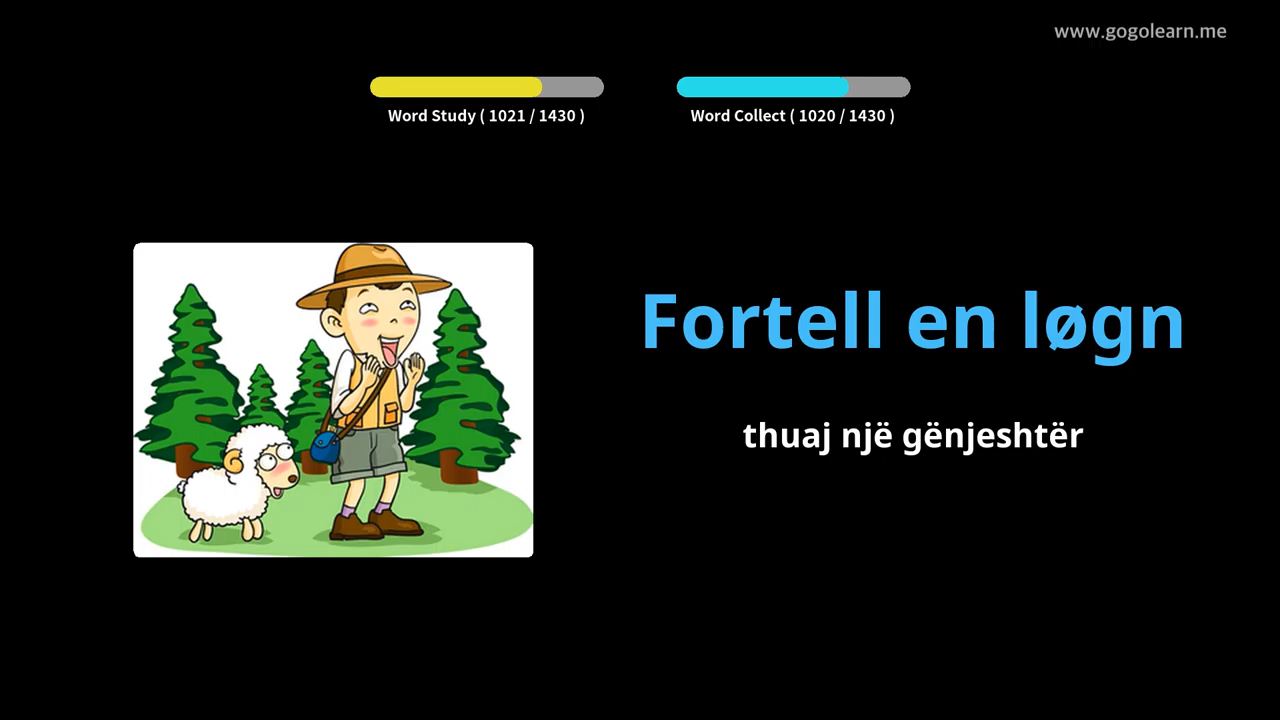 www.gogolearn.me
Word Study ( 1021 / 1430 )
Word Collect ( 1020 / 1430 )
Fortell en løgn
thuaj një gënjeshtër